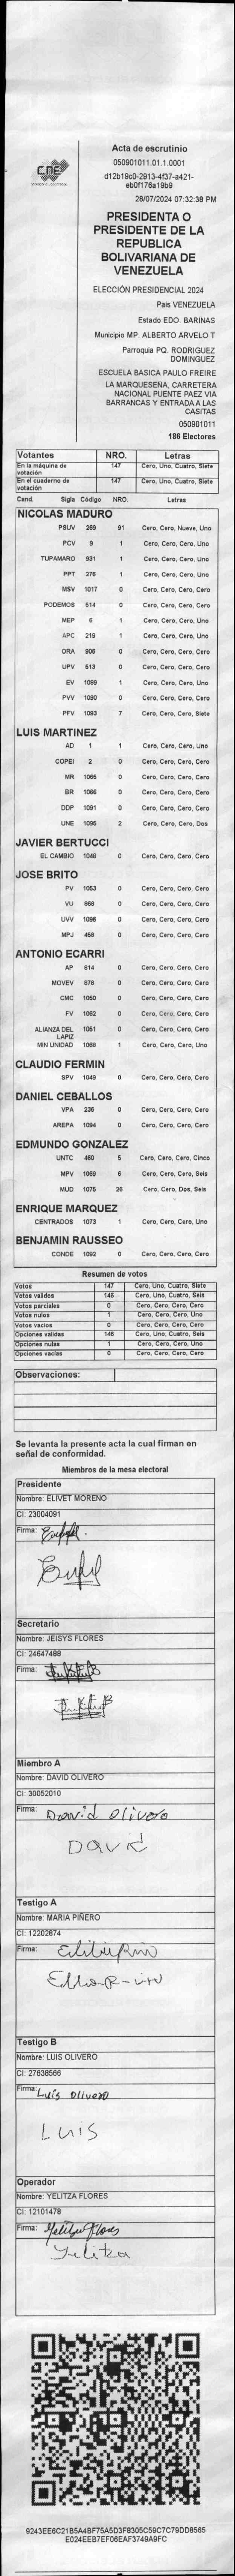 CNE
Acta de escrutinio
050901011.01.1.0001
d12b19c0-2913-4f37-a421-
eb0f176a19b9
28/07/2024 07:32:38 PM
PRESIDENTA O
PRESIDENTE DE LA
REPUBLICA
BOLIVARIANA DE
VENEZUELA
ELECCIÓN PRESIDENCIAL 2024
Pais VENEZUELA
Estado EDO. BARINAS
Municipio MP. ALBERTO ARVELO T
Parroquia PQ. RODRIGUEZ
DOMINGUEZ
ESCUELA BASICA PAULO FREIRE
LA MARQUESEÑA, CARRETERA
NACIONAL PUENTE PAEZ VIA
BARRANCAS Y ENTRADA A LAS
CASITAS
050901011
186 Electores
Votantes NRO. Letras
En la máquina de votación 147 Cero, Uno, Cuatro, Siete
En el cuaderno de votación 147 Cero, Uno, Cuatro, Siete
Cand. Sigla Código NRO. Letras
NICOLAS MADURO
PSUV 269 91 Cero, Cero, Nueve, Uno
PCV 9 1 Cero, Cero, Cero, Uno
TUPAMARO 931 1 Cero, Cero, Cero, Uno
PPT 276 1 Cero, Cero, Cero, Uno
MSV 1017 0 Cero, Cero, Cero, Cero
PODEMOS 514 0 Cero, Cero, Cero, Cero
MEP 6 1 Cero, Cero, Cero, Uno
APC 219 1 Cero, Cero, Cero, Uno
ORA 906 0 Cero, Cero, Cero, Cero
UPV 613 0 Cero, Cero, Cero, Cero
EV 1089 1 Cero, Cero, Cero, Uno
PVV 1090 0 Cero, Cero, Cero, Cero
PFV 1093 7 Cero, Cero, Cero, Siete
LUIS MARTINEZ
AD 1 1 Cero, Cero, Cero, Uno
COPEI 2 0 Cero, Cero, Cero, Cero
MR 1065 0 Cero, Cero, Cero, Cero
BR 1066 0 Cero, Cero, Cero, Cero
DDP 1091 0 Cero, Cero, Cero, Cero
UNE 1095 2 Cero, Cero, Cero, Dos
JAVIER BERTUCCI
EL CAMBIO 1048 0 Cero, Cero, Cero, Cero
JOSE BRITO
PV 1053 0 Cero, Cero, Cero, Cero
VU 968 0 Cero, Cero, Cero, Cero
UVV 1096 0 Cero, Cero, Cero, Cero
MPJ 458 0 Cero, Cero, Cero, Cero
ANTONIO ECARRI
AP 614 0 Cero, Cero, Cero, Cero
MOVEV 678 0 Cero, Cero, Cero, Cero
CMC 1050 0 Cero, Cero, Cero, Cero
FV 1062 0 Cero, Cero, Cero, Cero
ALIANZA DEL LAPIZ 1061 0 Cero, Cero, Cero, Cero
MIN UNIDAD 1068 1 Cero, Cero, Cero, Uno
CLAUDIO FERMIN
SPV 1049 0 Cero, Cero, Cero, Cero
DANIEL CEBALLOS
VPA 236 0 Cero, Cero, Cero, Cero
AREPA 1094 0 Cero, Cero, Cero, Cero
EDMUNDO GONZALEZ
UNTC 460 5 Cero, Cero, Cero, Cinco
MPV 1059 6 Cero, Cero, Cero, Seis
MUD 1075 26 Cero, Cero, Dos, Seis
ENRIQUE MARQUEZ
CENTRADOS 1073 1 Cero, Cero, Cero, Uno
BENJAMIN RAUSSEO
CONDE 1092 0 Cero, Cero, Cero, Cero
Resumen de votos
Votos 147 Cero, Uno, Cuatro, Siete
Votos validos 146 Cero, Uno, Cuatro, Seis
Votos parciales 0 Cero, Cero, Cero, Cero
Votos nulos 1 Cero, Cero, Cero, Uno
Votos vacios 0 Cero, Cero, Cero, Cero
Opciones validas 146 Cero, Uno, Cuatro, Seis
Opciones nulas 1 Cero, Cero, Cero, Uno
Opciones vacias 0 Cero, Cero, Cero, Cero
Observaciones:
Se levanta la presente acta la cual firman en
señal de conformidad.
Miembros de la mesa electoral
Presidente
Nombre: ELIVET MORENO
CI: 23004091
Firma:
Secretario
Nombre: JEISYS FLORES
CI: 24647488
Firma:
Miembro A
Nombre: DAVID OLIVERO
CI: 30052010
Firma: David Olivero
David
Testigo A
Nombre: MARIA PIÑERO
CI: 12202674
Firma:
Testigo B
Nombre: LUIS OLIVERO
CI: 27638566
Firma: Luis Olivero
Luis
Operador
Nombre: YELITZA FLORES
CI: 12101478
Firma: Yelitza Flores
Yelitza
9243EE6C21B5A4BF75A5D3F8305C59C7C79DD8565
E024EEB7EF06EAF3749A9FC